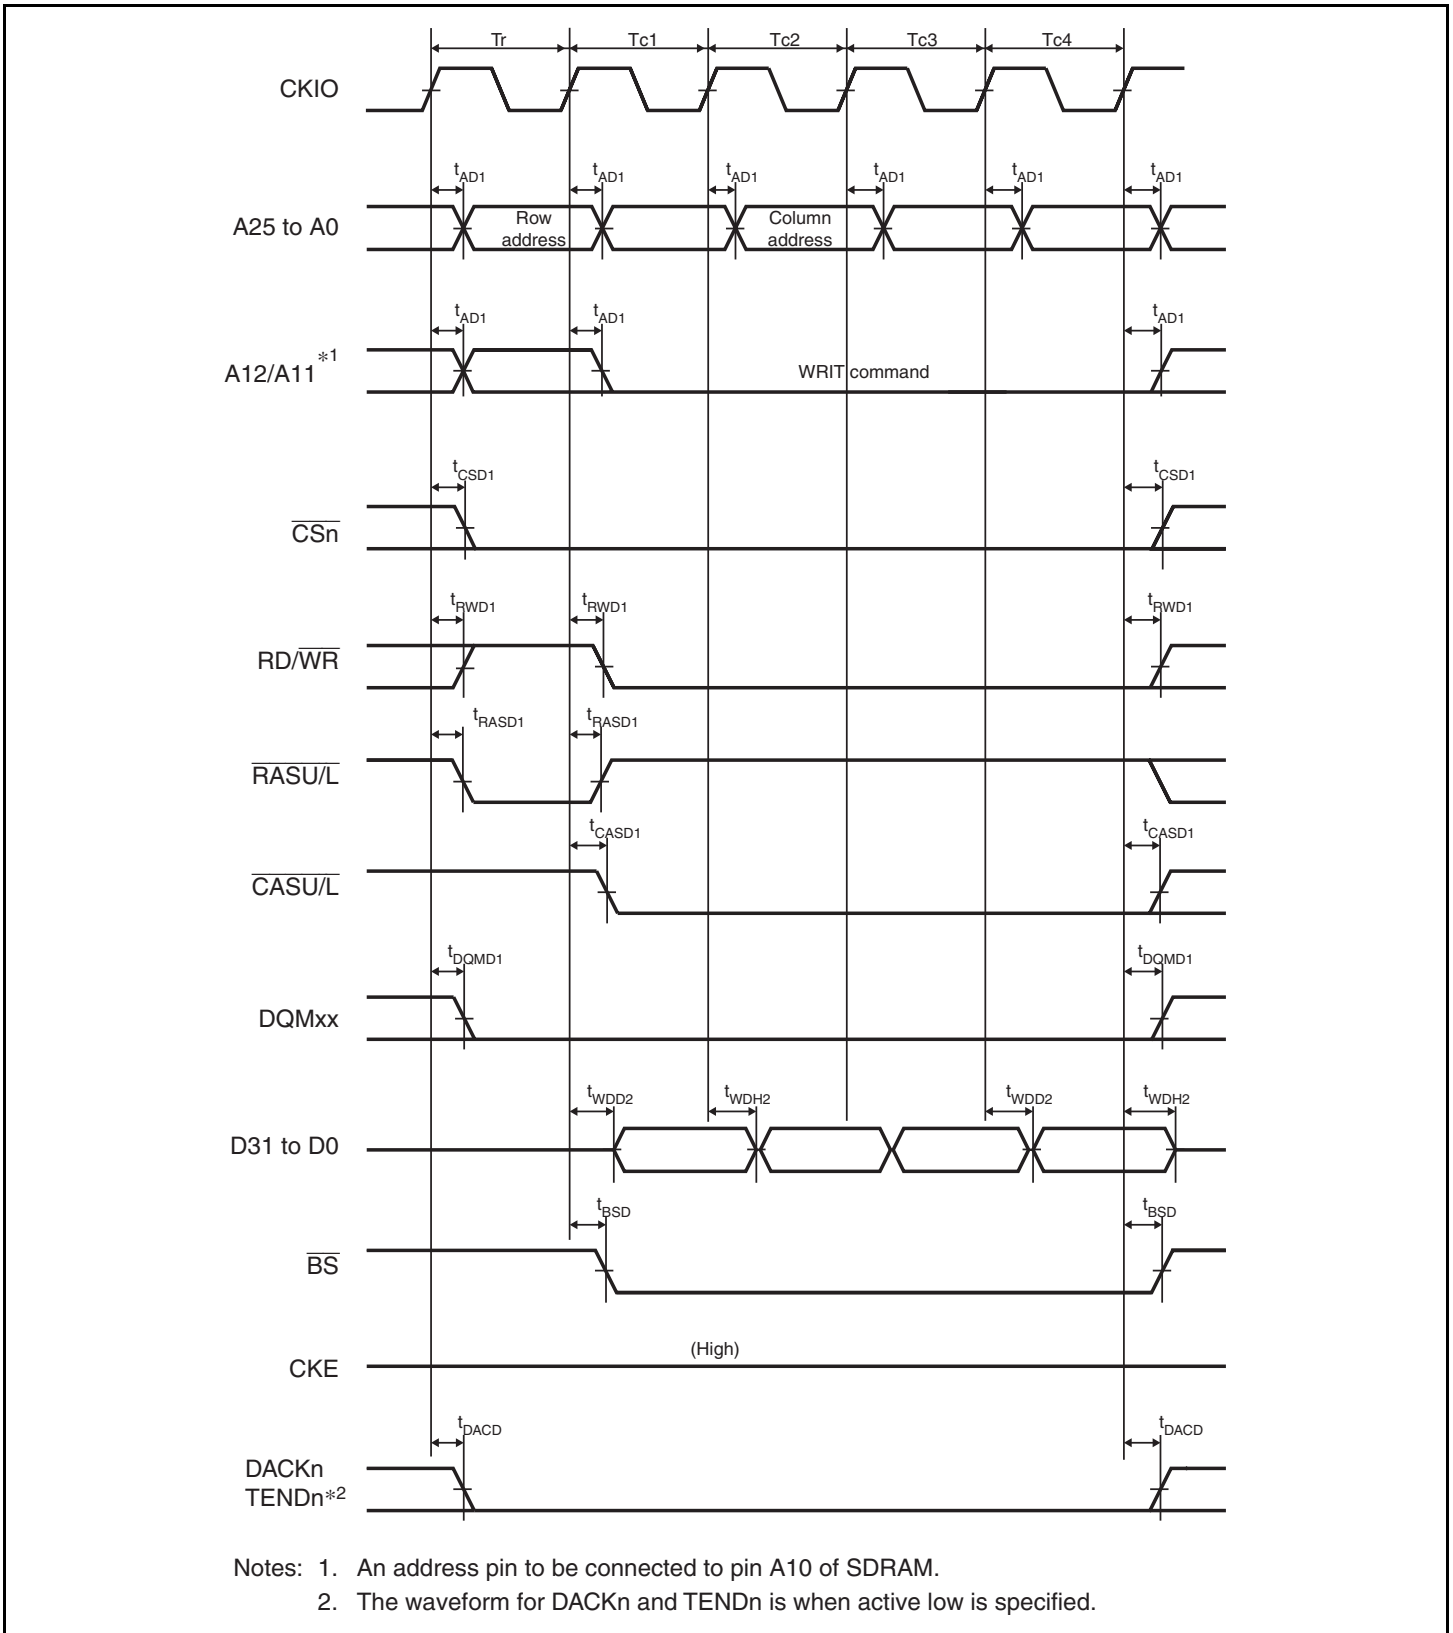 Tr Tc1 Tc2 Tc3 Tc4
CKIO
tAD1 tAD1 tAD1 tAD1 tAD1 tAD1
A25 to A0
Row address
Column address
tAD1 tAD1 tAD1
A12/A11*1
WRIT command
tCSD1 tCSD1
CSn
tRWD1 tRWD1 tRWD1
RD/WR
tRASD1 tRASD1
RASU/L
tCASD1 tCASD1
CASU/L
tDQMD1 tDQMD1
DQMxx
tWDD2 tWDH2 tWDD2 tWDH2
D31 to D0
tBSD tBSD
BS
(High)
CKE
tDACD tDACD
DACKn
TENDn*2
Notes: 1. An address pin to be connected to pin A10 of SDRAM.
2. The waveform for DACKn and TENDn is when active low is specified.